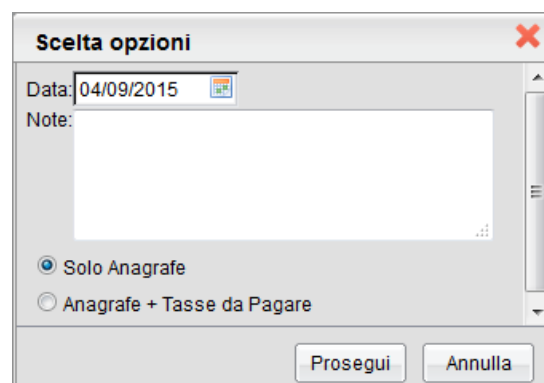 Scelta opzioni
Data: 04/09/2015
Note:
Solo Anagrafe
Anagrafe + Tasse da Pagare
Prosegui Annulla